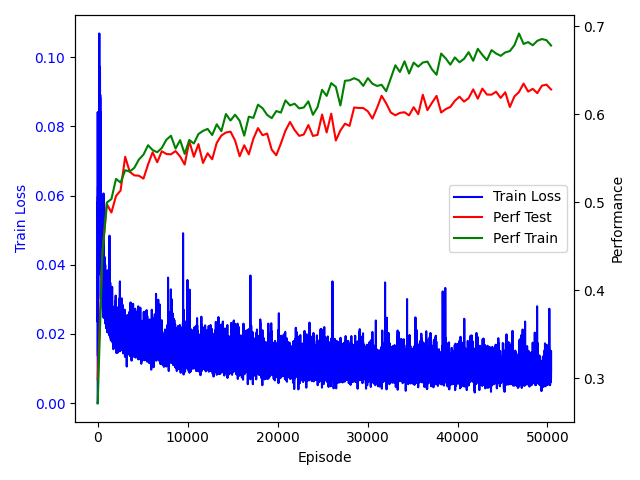 0.10
0.08
0.06
0.04
0.02
0.00
Train Loss
0.7
0.6
0.5
0.4
0.3
Performance
Train Loss
Perf Test
Perf Train
0
10000
20000
30000
40000
50000
Episode